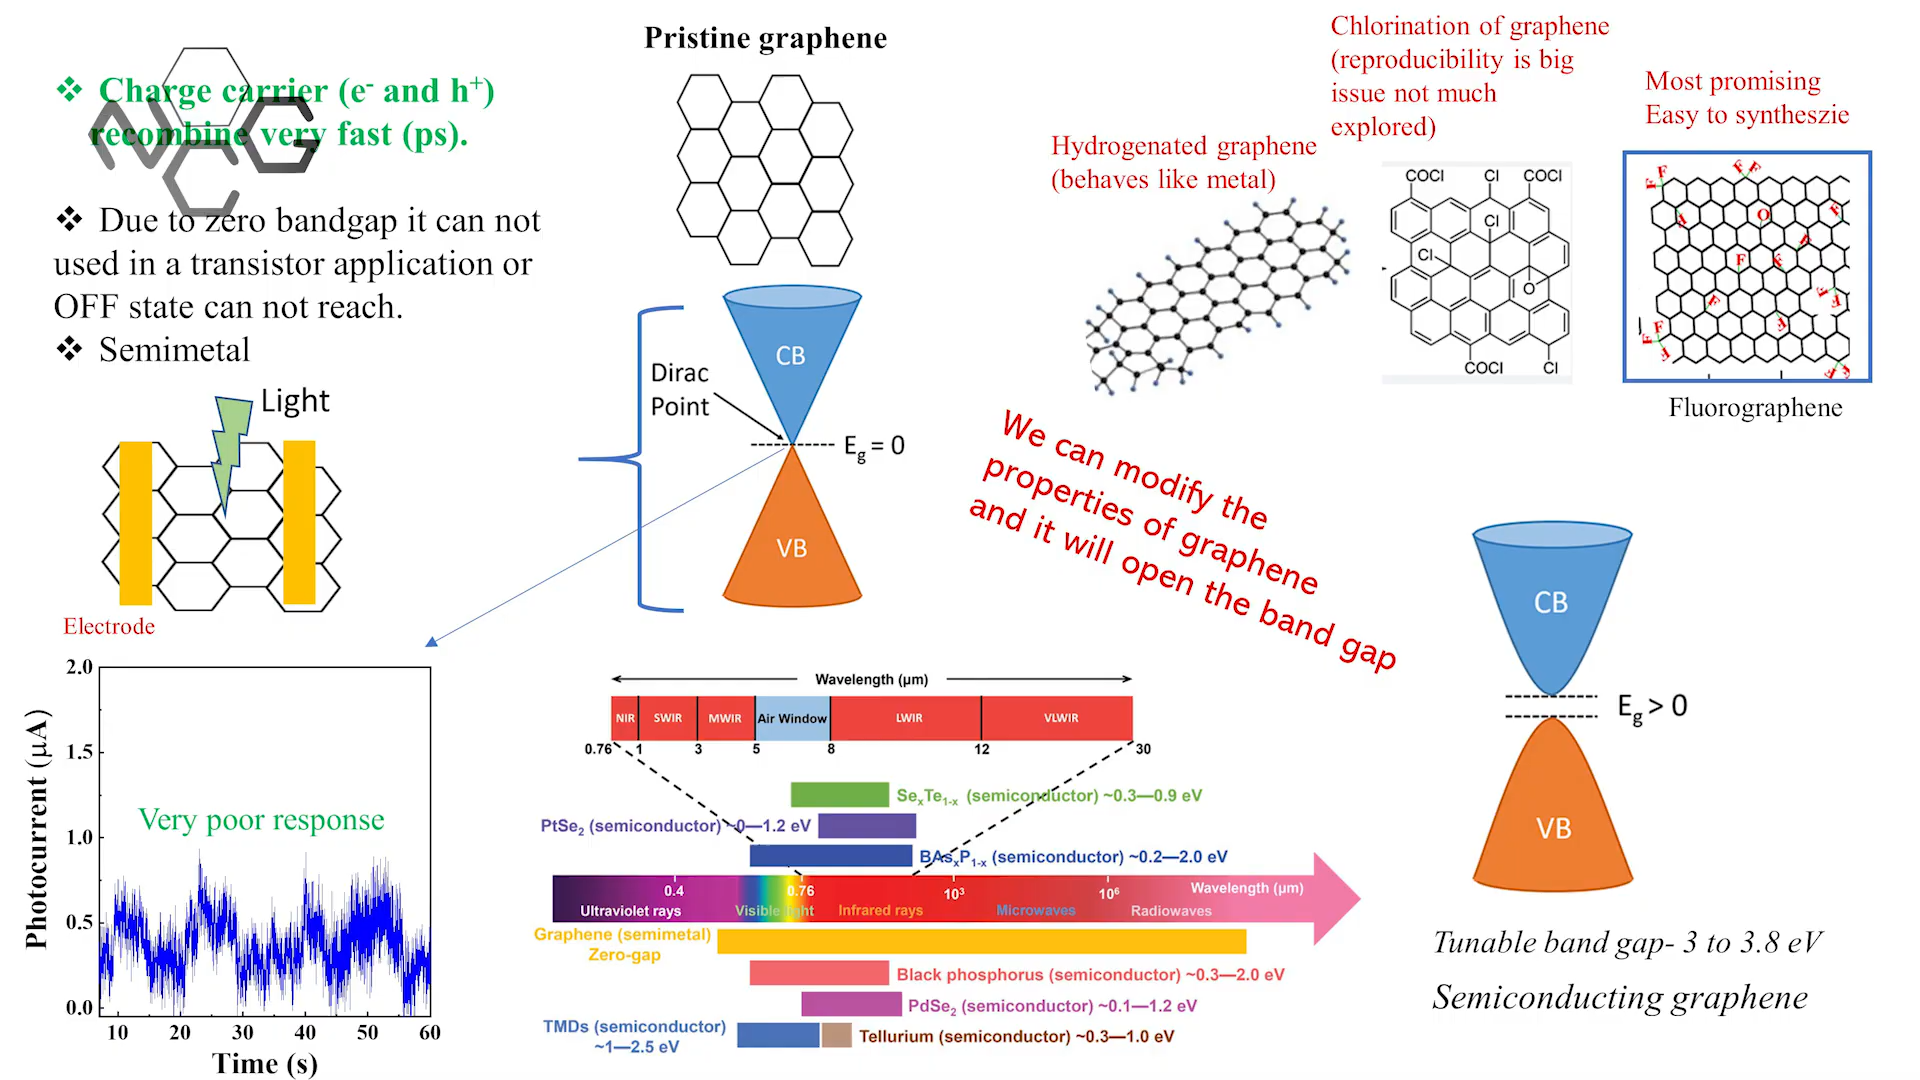 Pristine graphene
❖ Charge carrier (e- and h+)
recombine very fast (ps).
❖ Due to zero bandgap it can not
used in a transistor application or
OFF state can not reach.
❖ Semimetal
Light
Electrode
CB
Dirac
Point
Eg = 0
VB
Hydrogenated graphene
(behaves like metal)
Chlorination of graphene
(reproducibility is big
issue not much
explored)
COCl
Cl
COCl
Cl
Cl
O
COCl
Cl
Most promising
Easy to syntheszie
F
F
F
F
F
O
F
F
F
F
F
F
F
F
F
F
F
F
F
Fluorographene
We can modify the
properties of graphene
and it will open the band gap
CB
Eg > 0
VB
Tunable band gap- 3 to 3.8 eV
Semiconducting graphene
Photocurrent (μA)
2.0
1.5
1.0
0.5
0.0
Very poor response
10 20 30 40 50 60
Time (s)
Wavelength (μm)
NIR SWIR MWIR Air Window LWIR VLWIR
0.76 1 3 5 8 12 30
SexTe1-x (semiconductor) ~0.3—0.9 eV
PtSe2 (semiconductor) ~0—1.2 eV
BAsxP1-x (semiconductor) ~0.2—2.0 eV
0.4 0.76 10³ 10⁶ Wavelength (μm)
Ultraviolet rays Visible light Infrared rays Microwaves Radiowaves
Graphene (semimetal)
Zero-gap
Black phosphorus (semiconductor) ~0.3—2.0 eV
PdSe2 (semiconductor) ~0.1—1.2 eV
TMDs (semiconductor)
~1—2.5 eV
Tellurium (semiconductor) ~0.3—1.0 eV